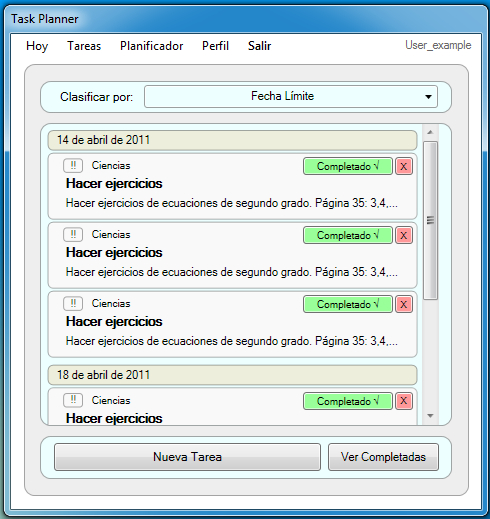 Task Planner
Hoy Tareas Planificador Perfil Salir User_example
Clasificar por: Fecha Límite
14 de abril de 2011
!! Ciencias Completado √ X
Hacer ejercicios
Hacer ejercicios de ecuaciones de segundo grado. Página 35: 3,4,...
!! Ciencias Completado √ X
Hacer ejercicios
Hacer ejercicios de ecuaciones de segundo grado. Página 35: 3,4,...
!! Ciencias Completado √ X
Hacer ejercicios
Hacer ejercicios de ecuaciones de segundo grado. Página 35: 3,4,...
18 de abril de 2011
!! Ciencias Completado √ X
Hacer ejercicios
Nueva Tarea Ver Completadas